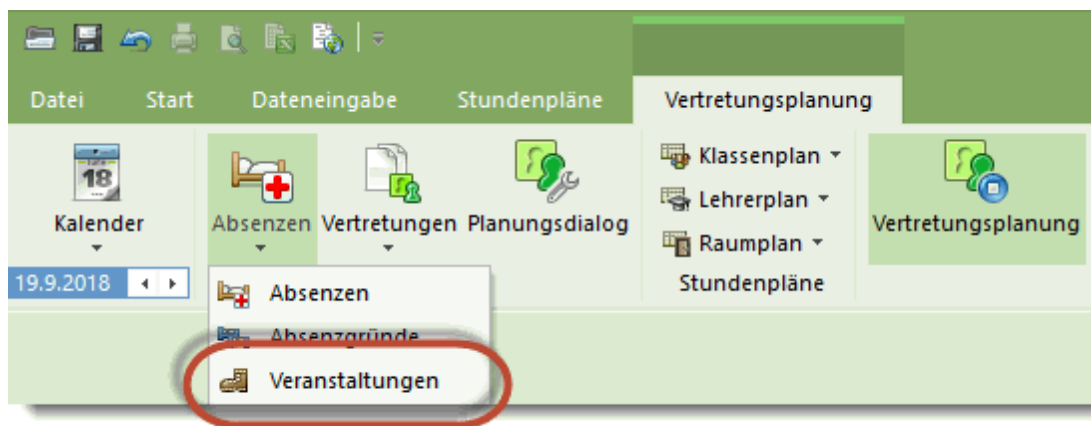 Datei Start Dateneingabe Stundenpläne Vertretungsplanung
18
Kalender
19.9.2018
Absenzen Vertretungen Planungsdialog
Klassenplan
Lehrerplan
Raumplan
Stundenpläne
Vertretungsplanung
Absenzen
Absenzgründe
Veranstaltungen